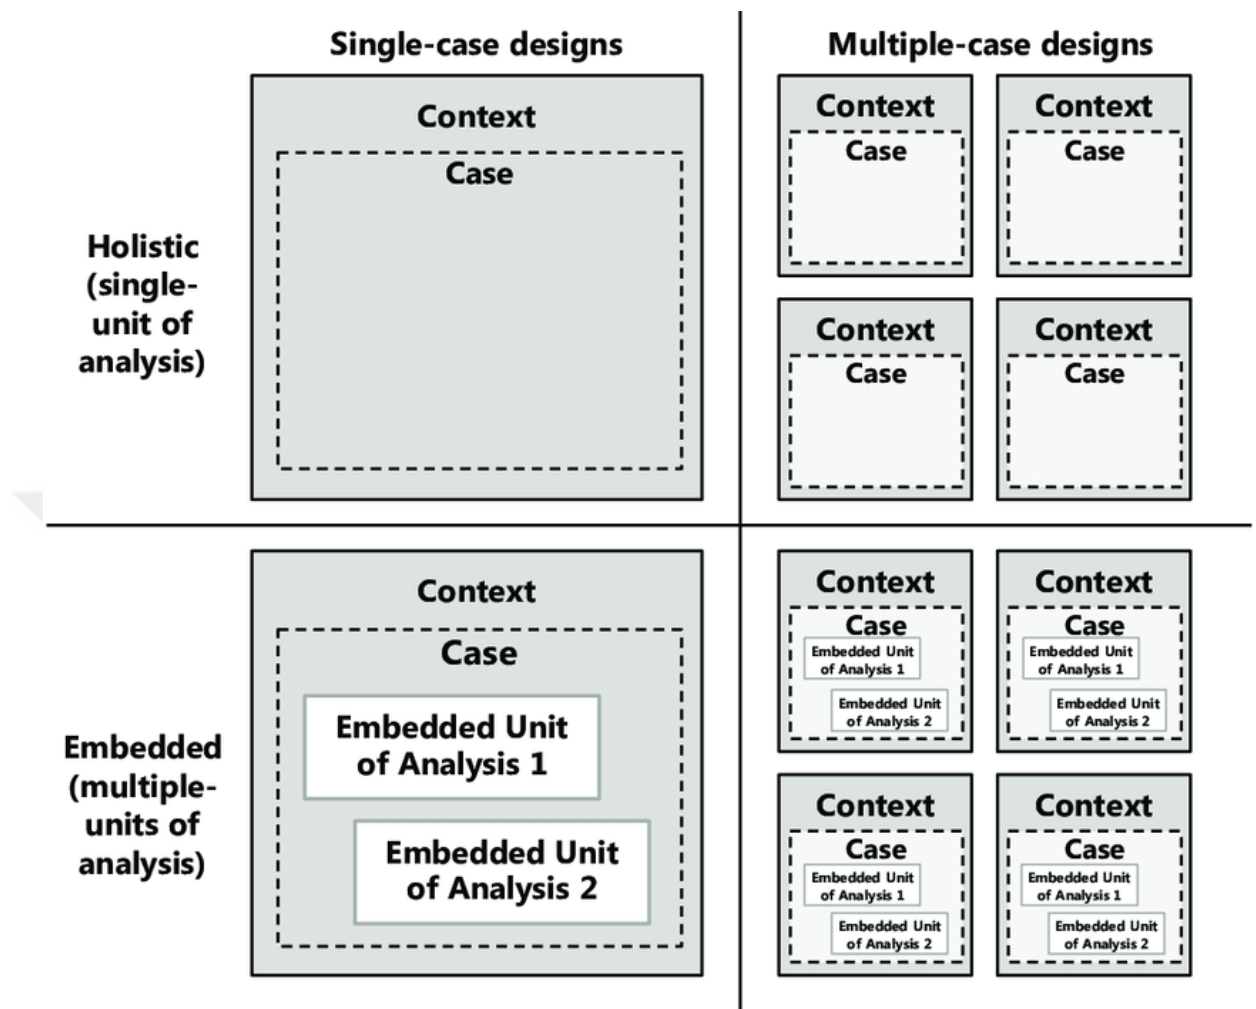 Single-case designs
Multiple-case designs
Holistic
(single-
unit of
analysis)
Context
Case
Context
Case
Context
Case
Context
Case
Context
Case
Embedded
(multiple-
units of
analysis)
Context
Case
Embedded Unit
of Analysis 1
Embedded Unit
of Analysis 2
Context
Case
Embedded Unit
of Analysis 1
Embedded Unit
of Analysis 2
Context
Case
Embedded Unit
of Analysis 1
Embedded Unit
of Analysis 2
Context
Case
Embedded Unit
of Analysis 1
Embedded Unit
of Analysis 2
Context
Case
Embedded Unit
of Analysis 1
Embedded Unit
of Analysis 2